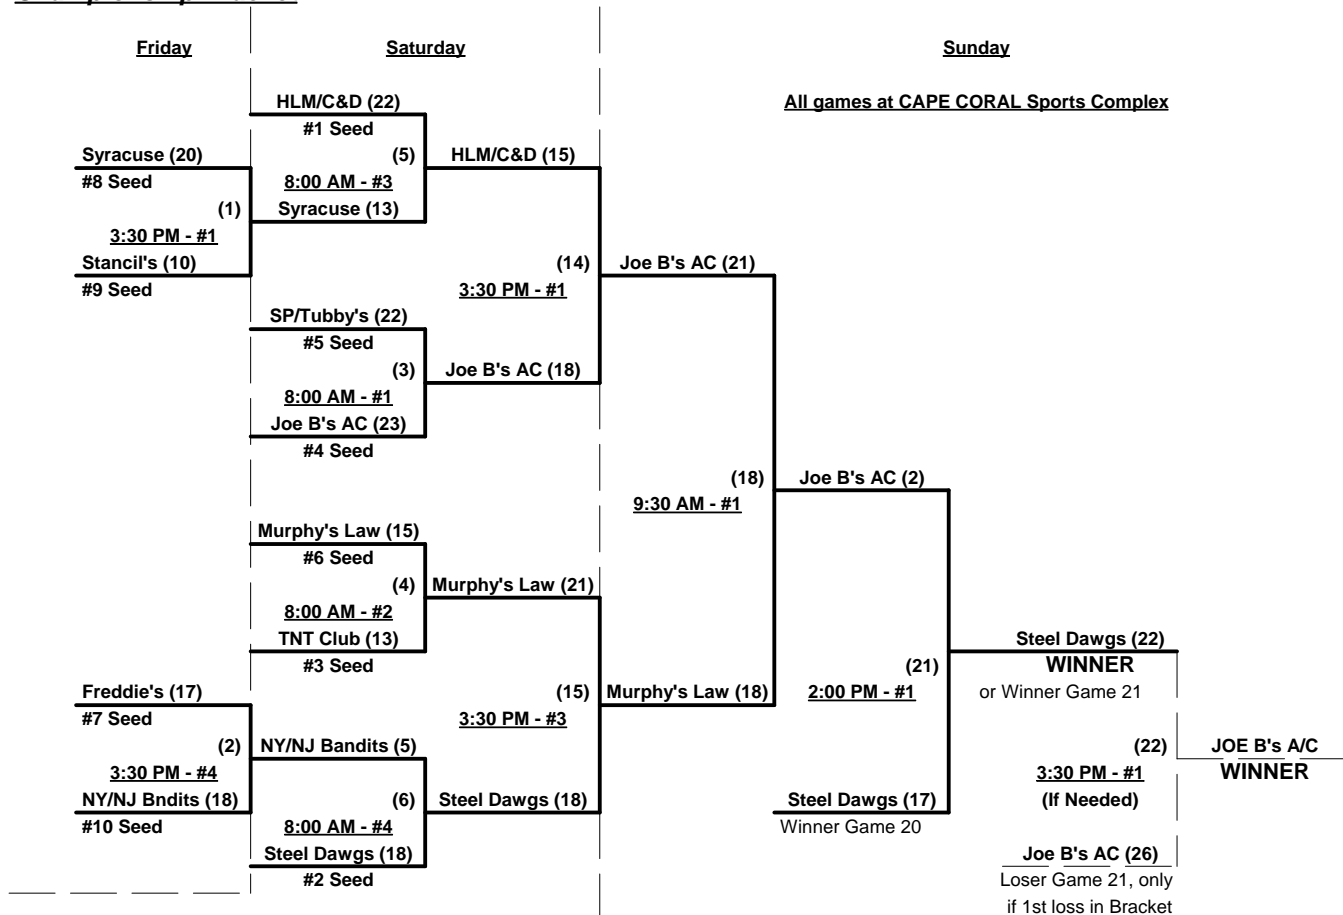 Friday
Saturday
Sunday
All games at CAPE CORAL Sports Complex
HLM/C&D (22)
#1 Seed
Syracuse (20)
#8 Seed
(5)
8:00 AM - #3
HLM/C&D (15)
(1)
3:30 PM - #1
Syracuse (13)
Stancil's (10)
#9 Seed
(14)
3:30 PM - #1
Joe B's AC (21)
SP/Tubby's (22)
#5 Seed
(3)
8:00 AM - #1
Joe B's AC (18)
Joe B's AC (23)
#4 Seed
(18)
9:30 AM - #1
Joe B's AC (2)
Murphy's Law (15)
#6 Seed
(4)
8:00 AM - #2
Murphy's Law (21)
TNT Club (13)
#3 Seed
Steel Dawgs (22)
WINNER
or Winner Game 21
(21)
2:00 PM - #1
Freddie's (17)
#7 Seed
(15)
3:30 PM - #3
Murphy's Law (18)
(2)
3:30 PM - #4
NY/NJ Bandits (5)
(22)
3:30 PM - #1
(If Needed)
JOE B's A/C
WINNER
NY/NJ Bndits (18)
#10 Seed
(6)
8:00 AM - #4
Steel Dawgs (18)
Steel Dawgs (17)
Winner Game 20
Steel Dawgs (18)
#2 Seed
Joe B's AC (26)
Loser Game 21, only
if 1st loss in Bracket